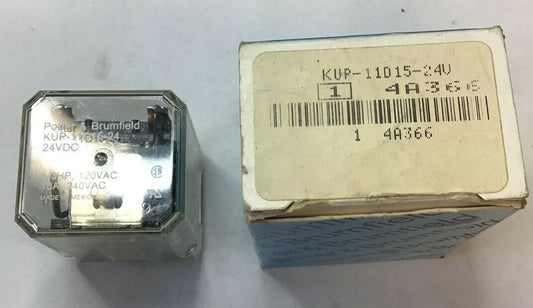 Potter & Brumfield
KUP-11D15-24
24VDC
HP, 120VAC
10A, 240VAC
MADE IN MEXICO
KUP-11D15-24V
1 4A366
1 4A366
brumfield